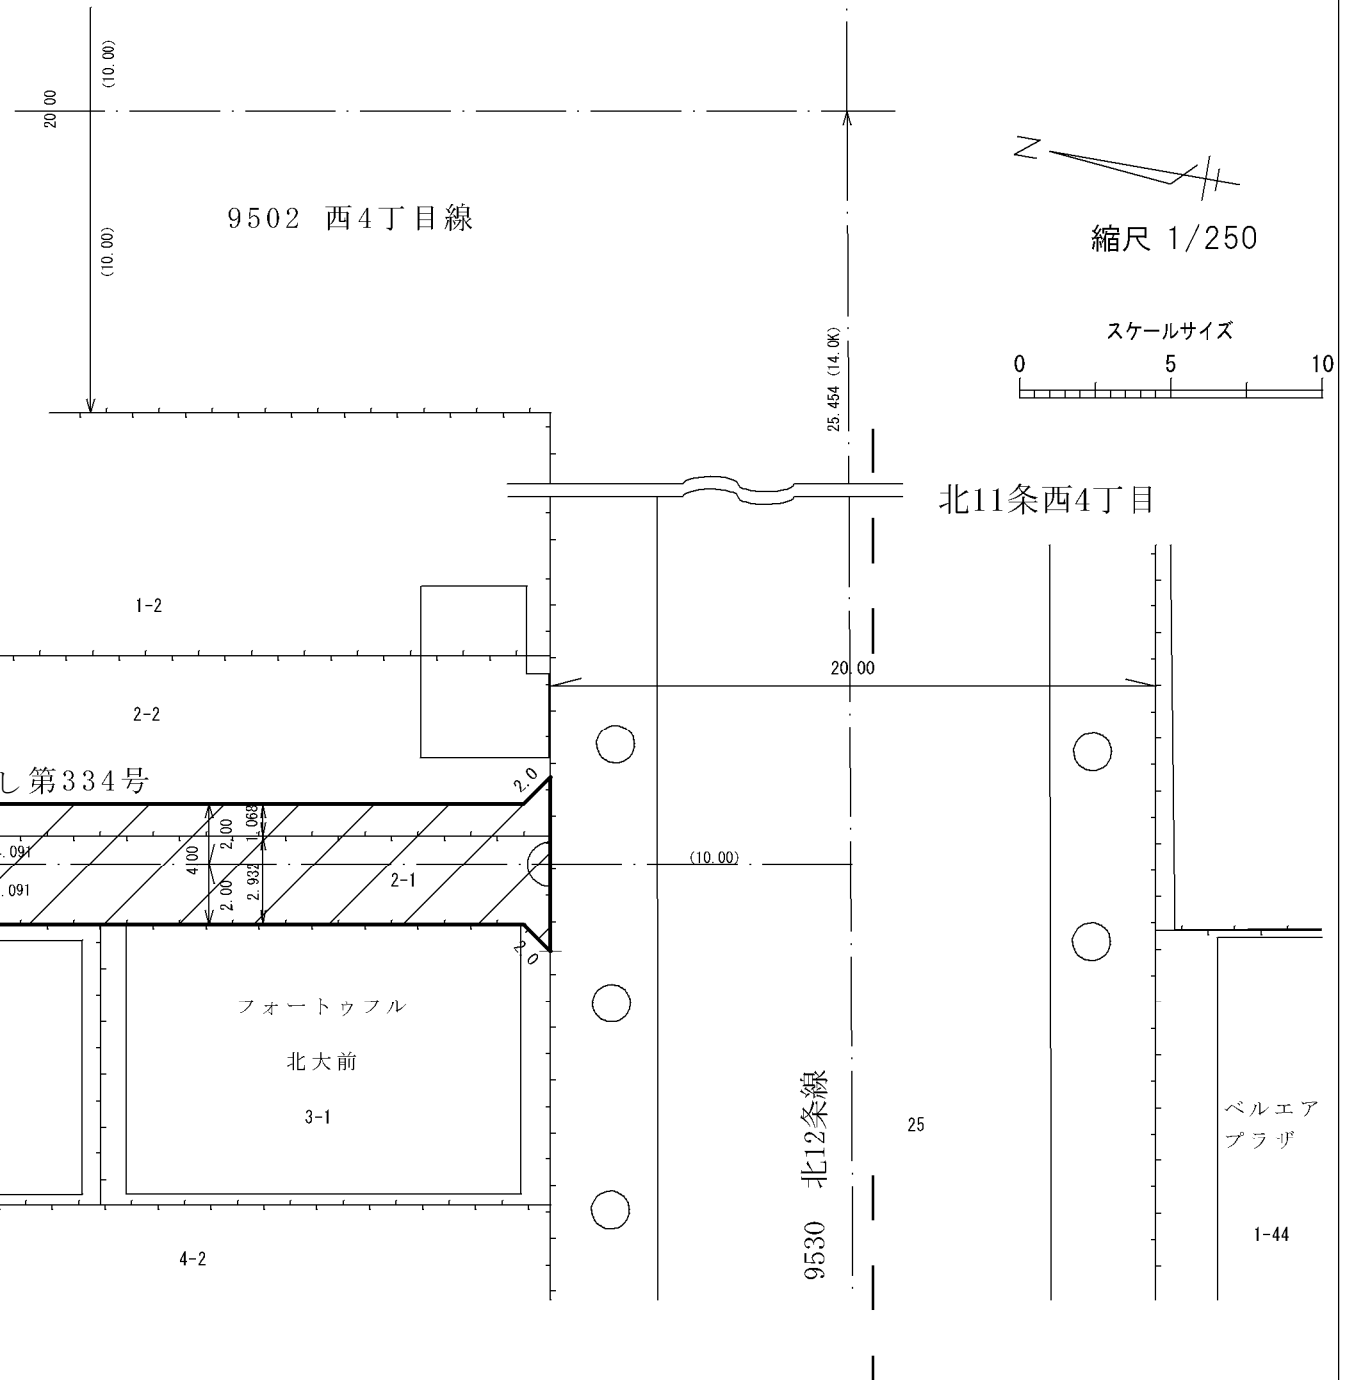 (10.00)
20.00
N
9502 西4丁目線
(10.00)
縮尺 1/250
スケールサイズ
0 5 10
25.454 (14.0K)
北11条西4丁目
1-2
20.00
2-2
し第334号
2.0
1.068
2.00
4.00
.091
(10.00)
2-1
2.932
2.00
.091
2.0
フォートゥフル
北大前
3-1
9530 北12条線
25
ベルエア
プラザ
4-2
1-44